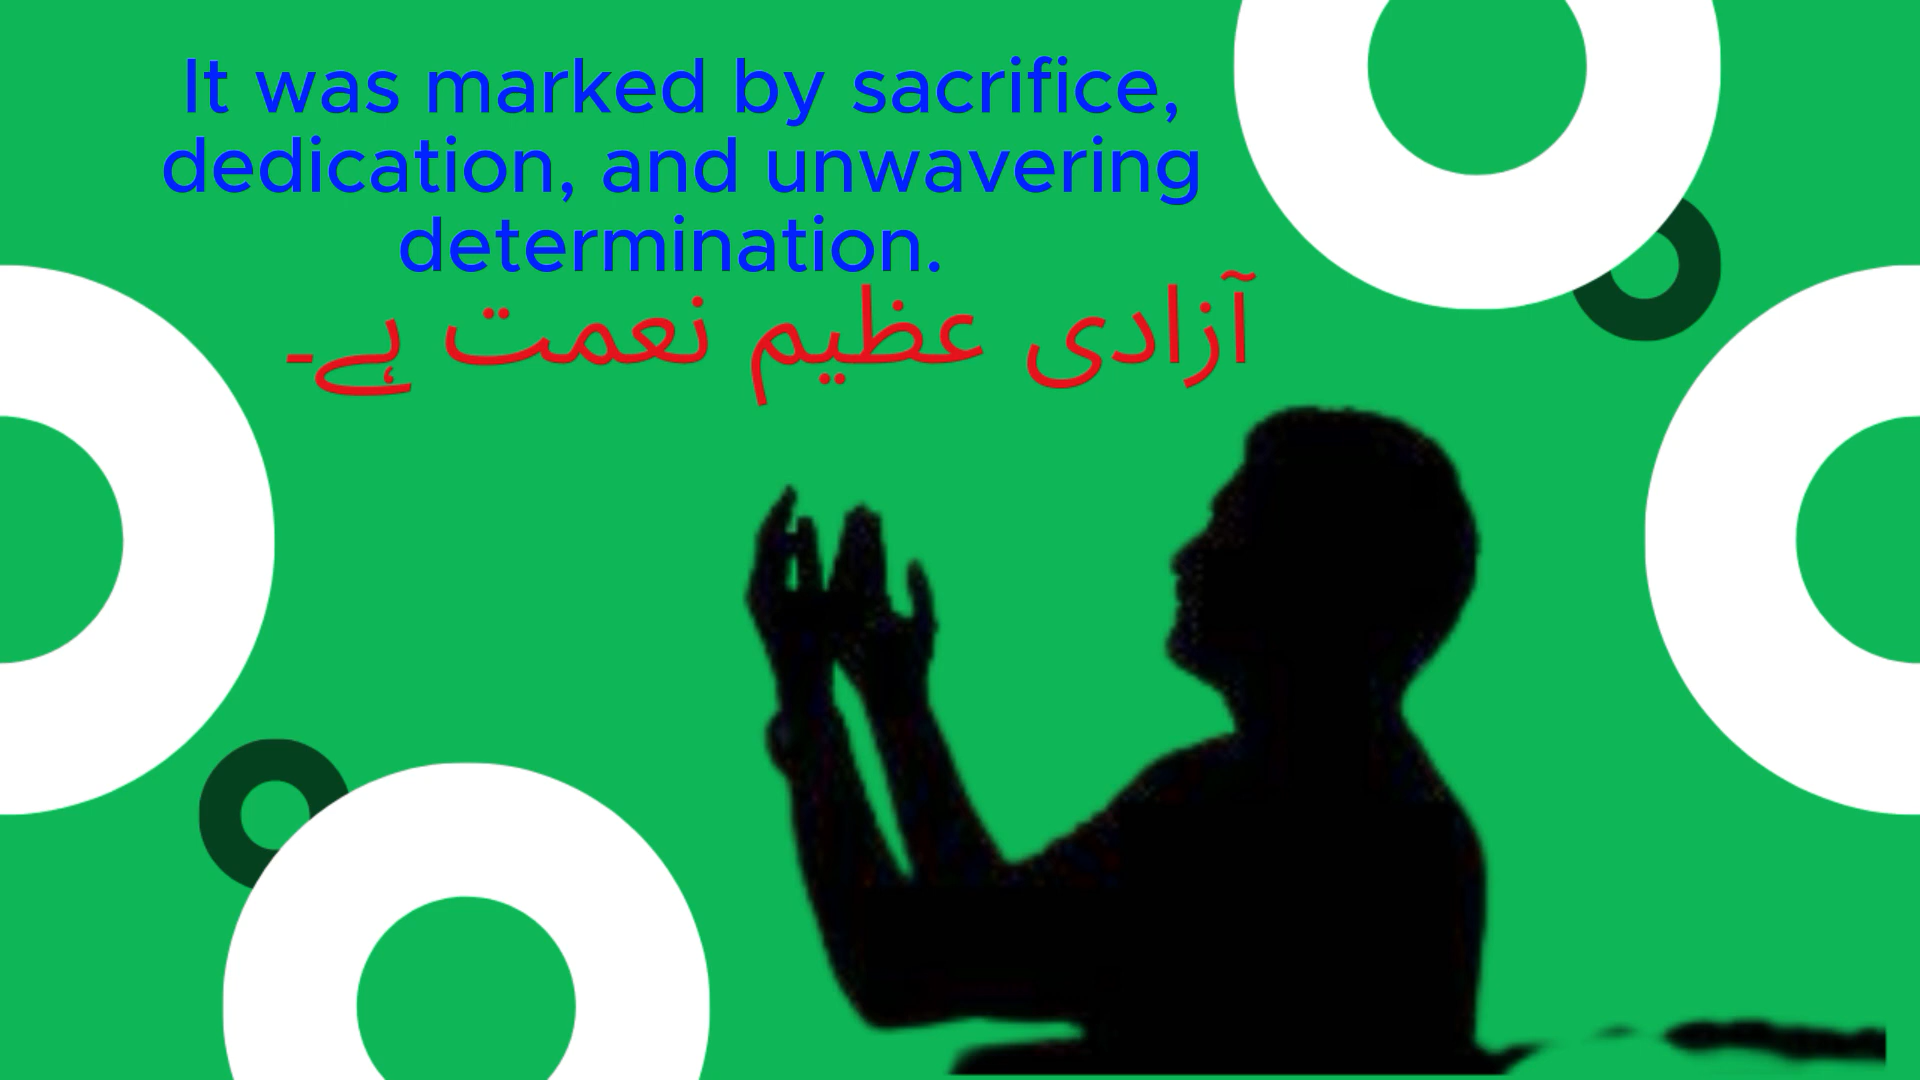 It was marked by sacrifice,
dedication, and unwavering
determination.
آزادی عظیم نعمت ہے۔